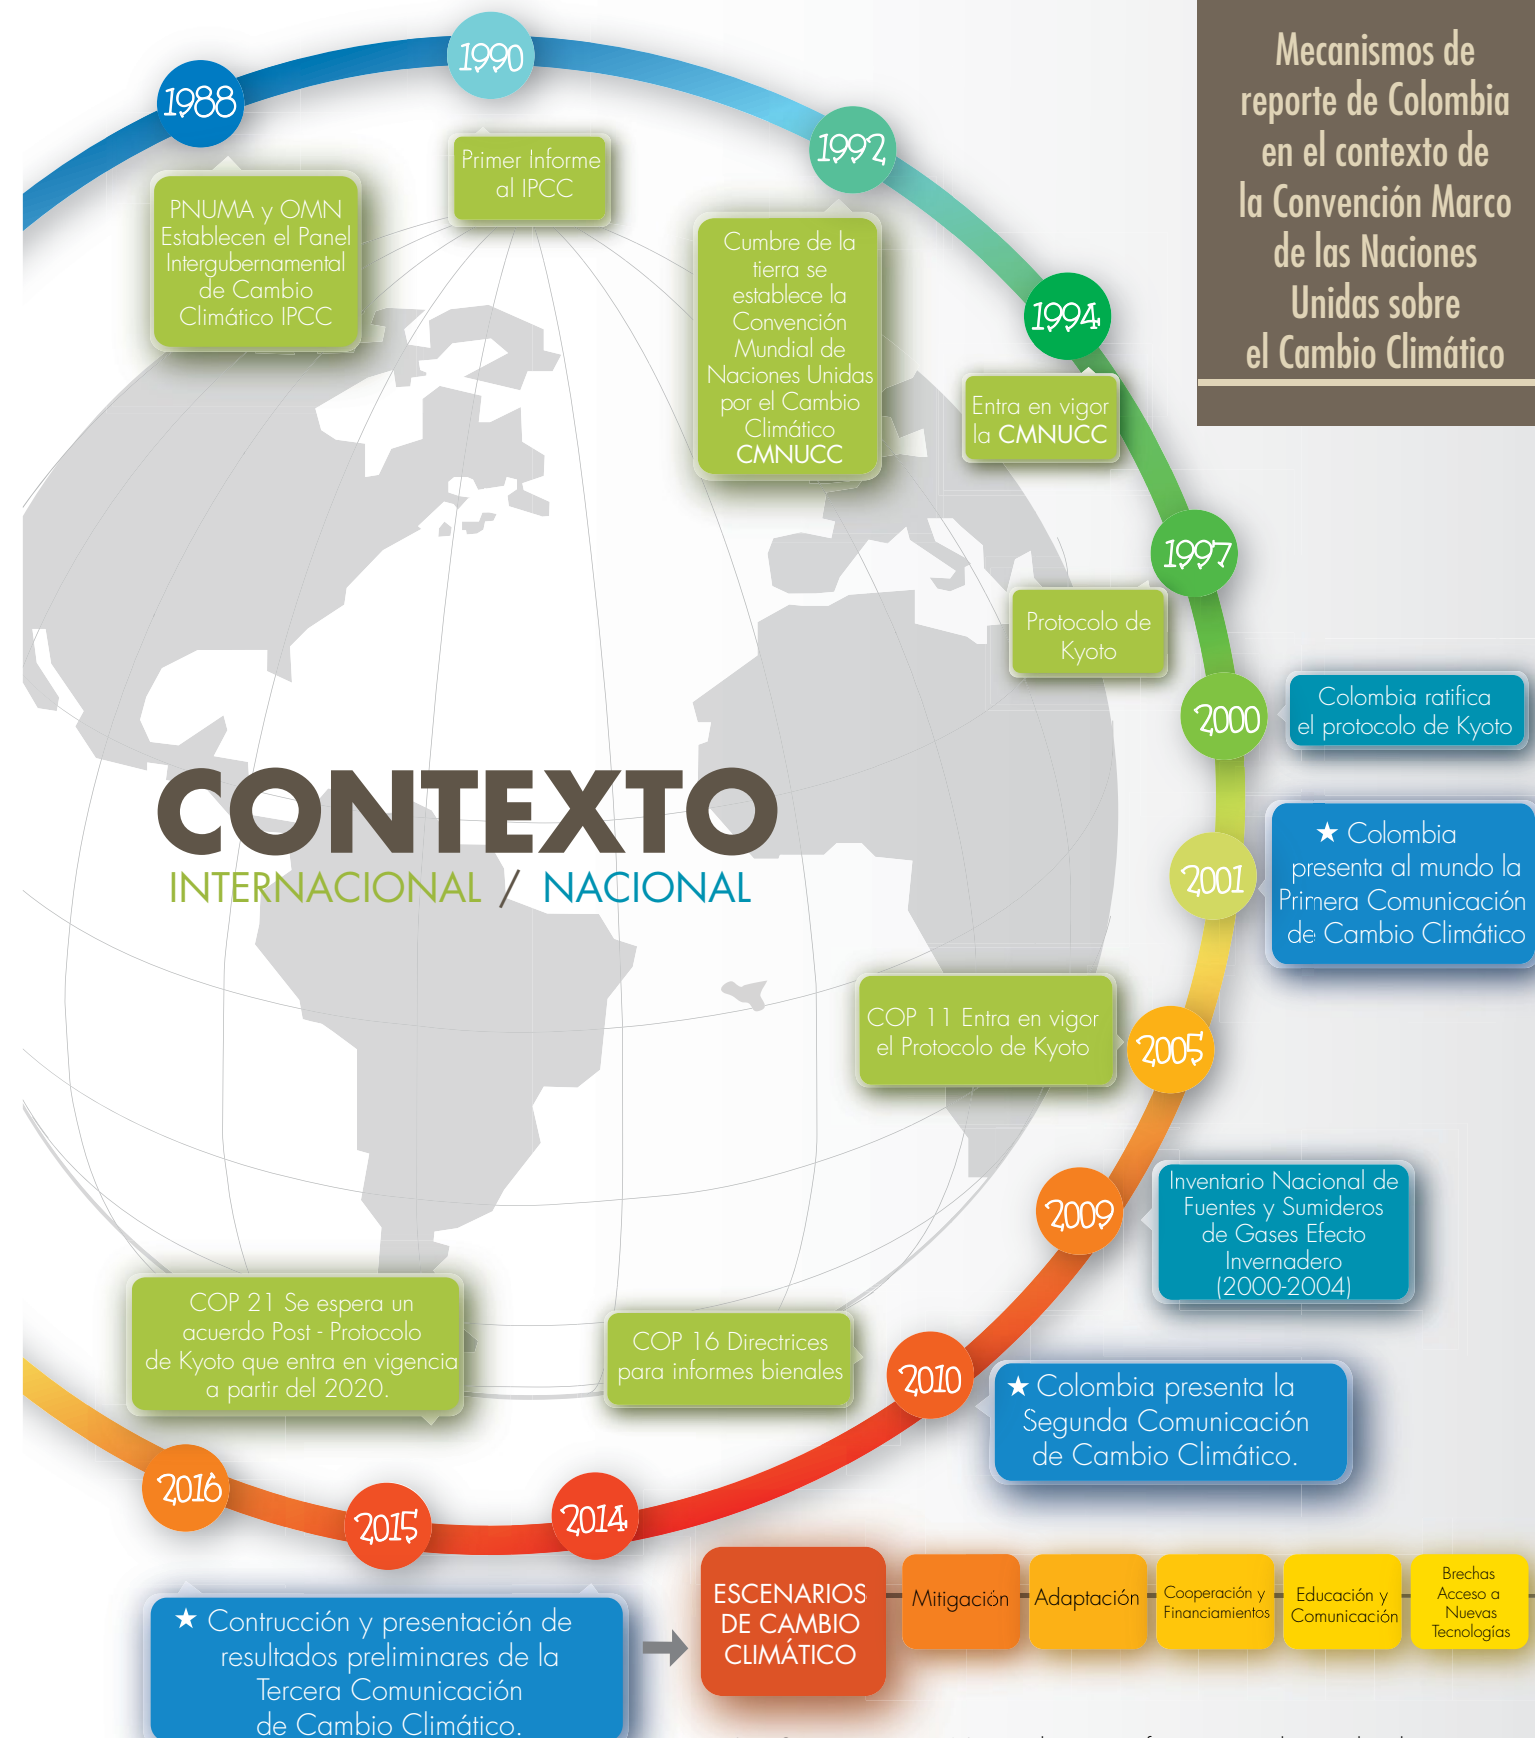 Mecanismos de
reporte de Colombia
en el contexto de
la Convención Marco
de las Naciones
Unidas sobre
el Cambio Climático
1988
PNUMA y OMN
Establecen el Panel
Intergubernamental
de Cambio
Climático IPCC
1990
Primer Informe
al IPCC
1992
Cumbre de la
tierra se
establece la
Convención
Mundial de
Naciones Unidas
por el Cambio
Climático
CMNUCC
1994
Entra en vigor
la CMNUCC
1997
Protocolo de
Kyoto
2000
Colombia ratifica
el protocolo de Kyoto
CONTEXTO
INTERNACIONAL / NACIONAL
2001
★ Colombia
presenta al mundo la
Primera Comunicación
de Cambio Climático
2005
COP 11 Entra en vigor
el Protocolo de Kyoto
2009
Inventario Nacional de
Fuentes y Sumideros
de Gases Efecto
Invernadero
(2000-2004)
2010
COP 16 Directrices
para informes bienales
★ Colombia presenta la
Segunda Comunicación
de Cambio Climático.
COP 21 Se espera un
acuerdo Post - Protocolo
de Kyoto que entra en vigencia
a partir del 2020.
2016
2015
2014
★ Contrucción y presentación de
resultados preliminares de la
Tercera Comunicación
de Cambio Climático.
ESCENARIOS
DE CAMBIO
CLIMÁTICO
Mitigación
Adaptación
Cooperación y
Financiamientos
Educación y
Comunicación
Brechas
Acceso a
Nuevas
Tecnologías